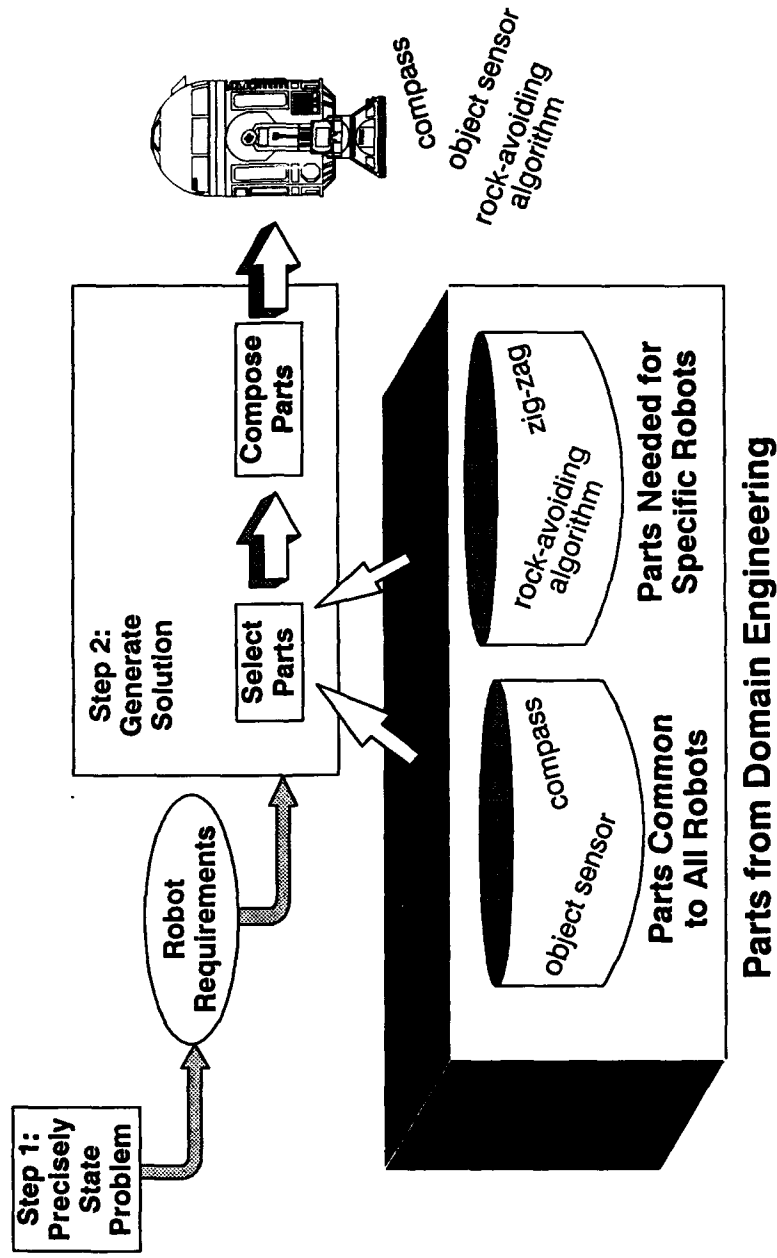 Step 1:
Precisely
State
Problem
Robot
Requirements
Step 2:
Generate
Solution
Select
Parts
Compose
Parts
compass
object sensor
rock-avoiding
algorithm
object sensor
compass
Parts Common
to All Robots
rock-avoiding
algorithm
zig-zag
Parts Needed for
Specific Robots
Parts from Domain Engineering